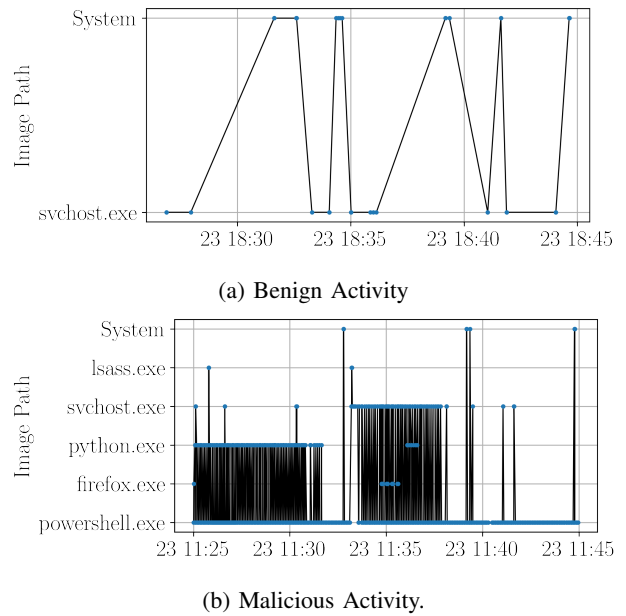 System
Image Path
svchost.exe
23 18:30 23 18:35 23 18:40 23 18:45
(a) Benign Activity
System
lsass.exe
svchost.exe
python.exe
firefox.exe
powershell.exe
Image Path
23 11:25 23 11:30 23 11:35 23 11:40 23 11:45
(b) Malicious Activity.